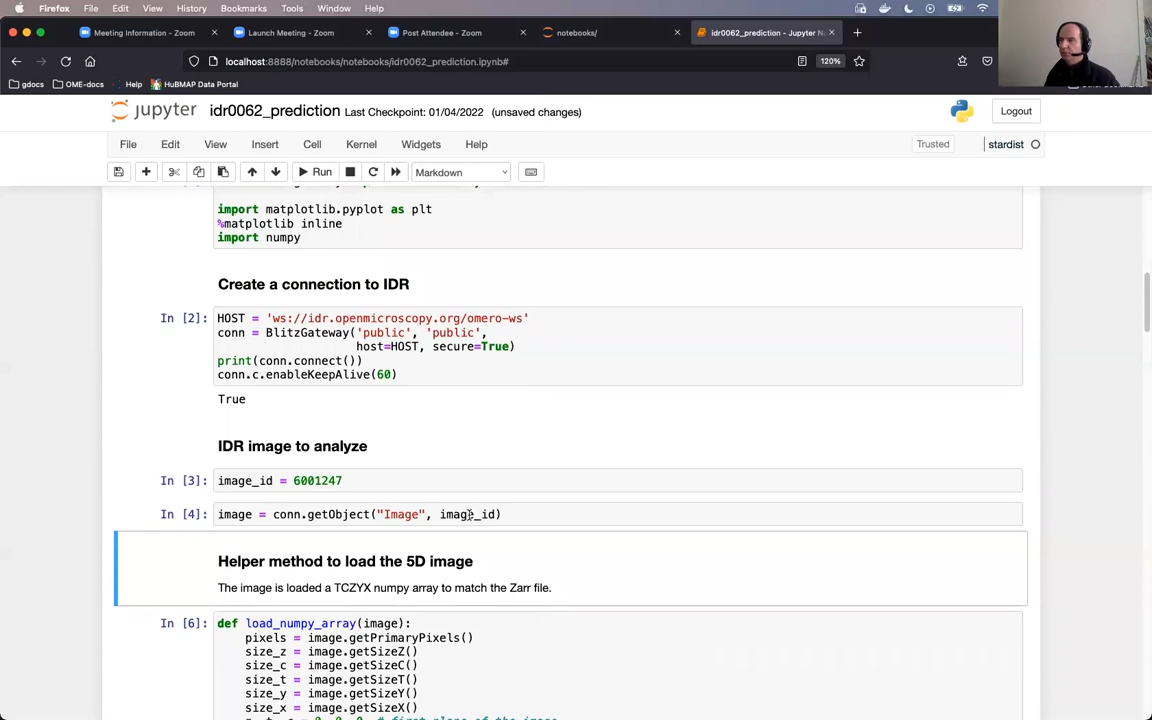 Firefox File Edit View History Bookmarks Tools Window Help
Meeting Information - Zoom
Launch Meeting - Zoom
Post Attendee - Zoom
notebooks/
idr0062_prediction - Jupyter N
localhost:8888/notebooks/notebooks/idr0062_prediction.ipynb#
120%
gdocs
OME-docs
Help
HuBMAP Data Portal
jupyter idr0062_prediction Last Checkpoint: 01/04/2022 (unsaved changes)
Logout
File Edit View Insert Cell Kernel Widgets Help
Trusted
stardist
Run
Markdown
import matplotlib.pyplot as plt
%matplotlib inline
import numpy
Create a connection to IDR
In [2]: HOST = 'ws://idr.openmicroscopy.org/omero-ws'
conn = BlitzGateway('public', 'public',
host=HOST, secure=True)
print(conn.connect())
conn.c.enableKeepAlive(60)
True
IDR image to analyze
In [3]: image_id = 6001247
In [4]: image = conn.getObject("Image", image_id)
Helper method to load the 5D image
The image is loaded a TCZYX numpy array to match the Zarr file.
In [6]: def load_numpy_array(image):
pixels = image.getPrimaryPixels()
size_z = image.getSizeZ()
size_c = image.getSizeC()
size_t = image.getSizeT()
size_y = image.getSizeY()
size_x = image.getSizeX()